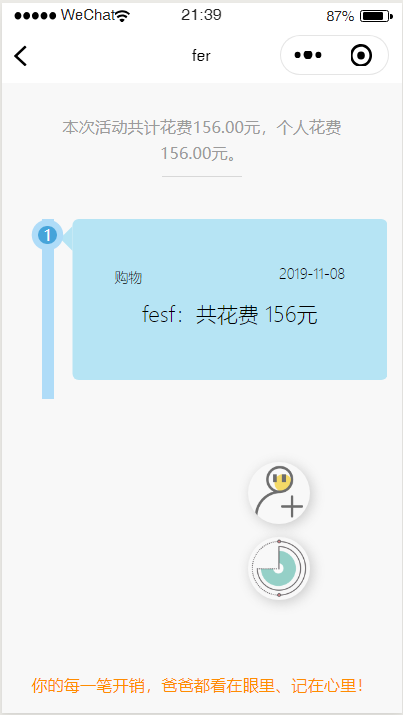 WeChat 21:39 87%
fer
本次活动共计花费156.00元，个人花费
156.00元。
1
购物 2019-11-08
fesf：共花费 156元
你的每一笔开销，爸爸都看在眼里、记在心里！